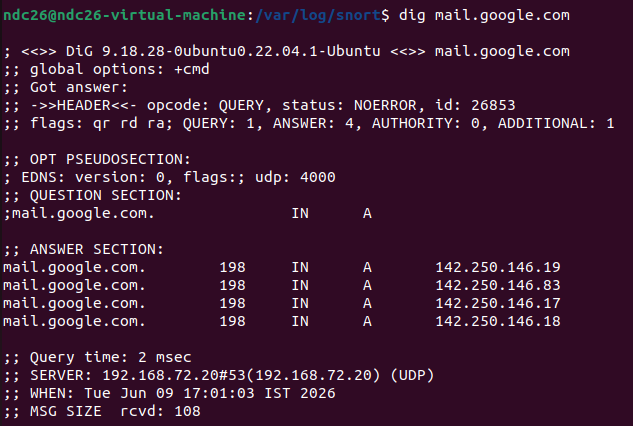 ndc26@ndc26-virtual-machine:/var/log/snort$ dig mail.google.com
; <<>> DiG 9.18.28-0ubuntu0.22.04.1-Ubuntu <<>> mail.google.com
;; global options: +cmd
;; Got answer:
;; ->>HEADER<<- opcode: QUERY, status: NOERROR, id: 26853
;; flags: qr rd ra; QUERY: 1, ANSWER: 4, AUTHORITY: 0, ADDITIONAL: 1
;; OPT PSEUDOSECTION:
; EDNS: version: 0, flags:; udp: 4000
;; QUESTION SECTION:
;mail.google.com. IN A
;; ANSWER SECTION:
mail.google.com. 198 IN A 142.250.146.19
mail.google.com. 198 IN A 142.250.146.83
mail.google.com. 198 IN A 142.250.146.17
mail.google.com. 198 IN A 142.250.146.18
;; Query time: 2 msec
;; SERVER: 192.168.72.20#53(192.168.72.20) (UDP)
;; WHEN: Tue Jun 09 17:01:03 IST 2026
;; MSG SIZE rcvd: 108